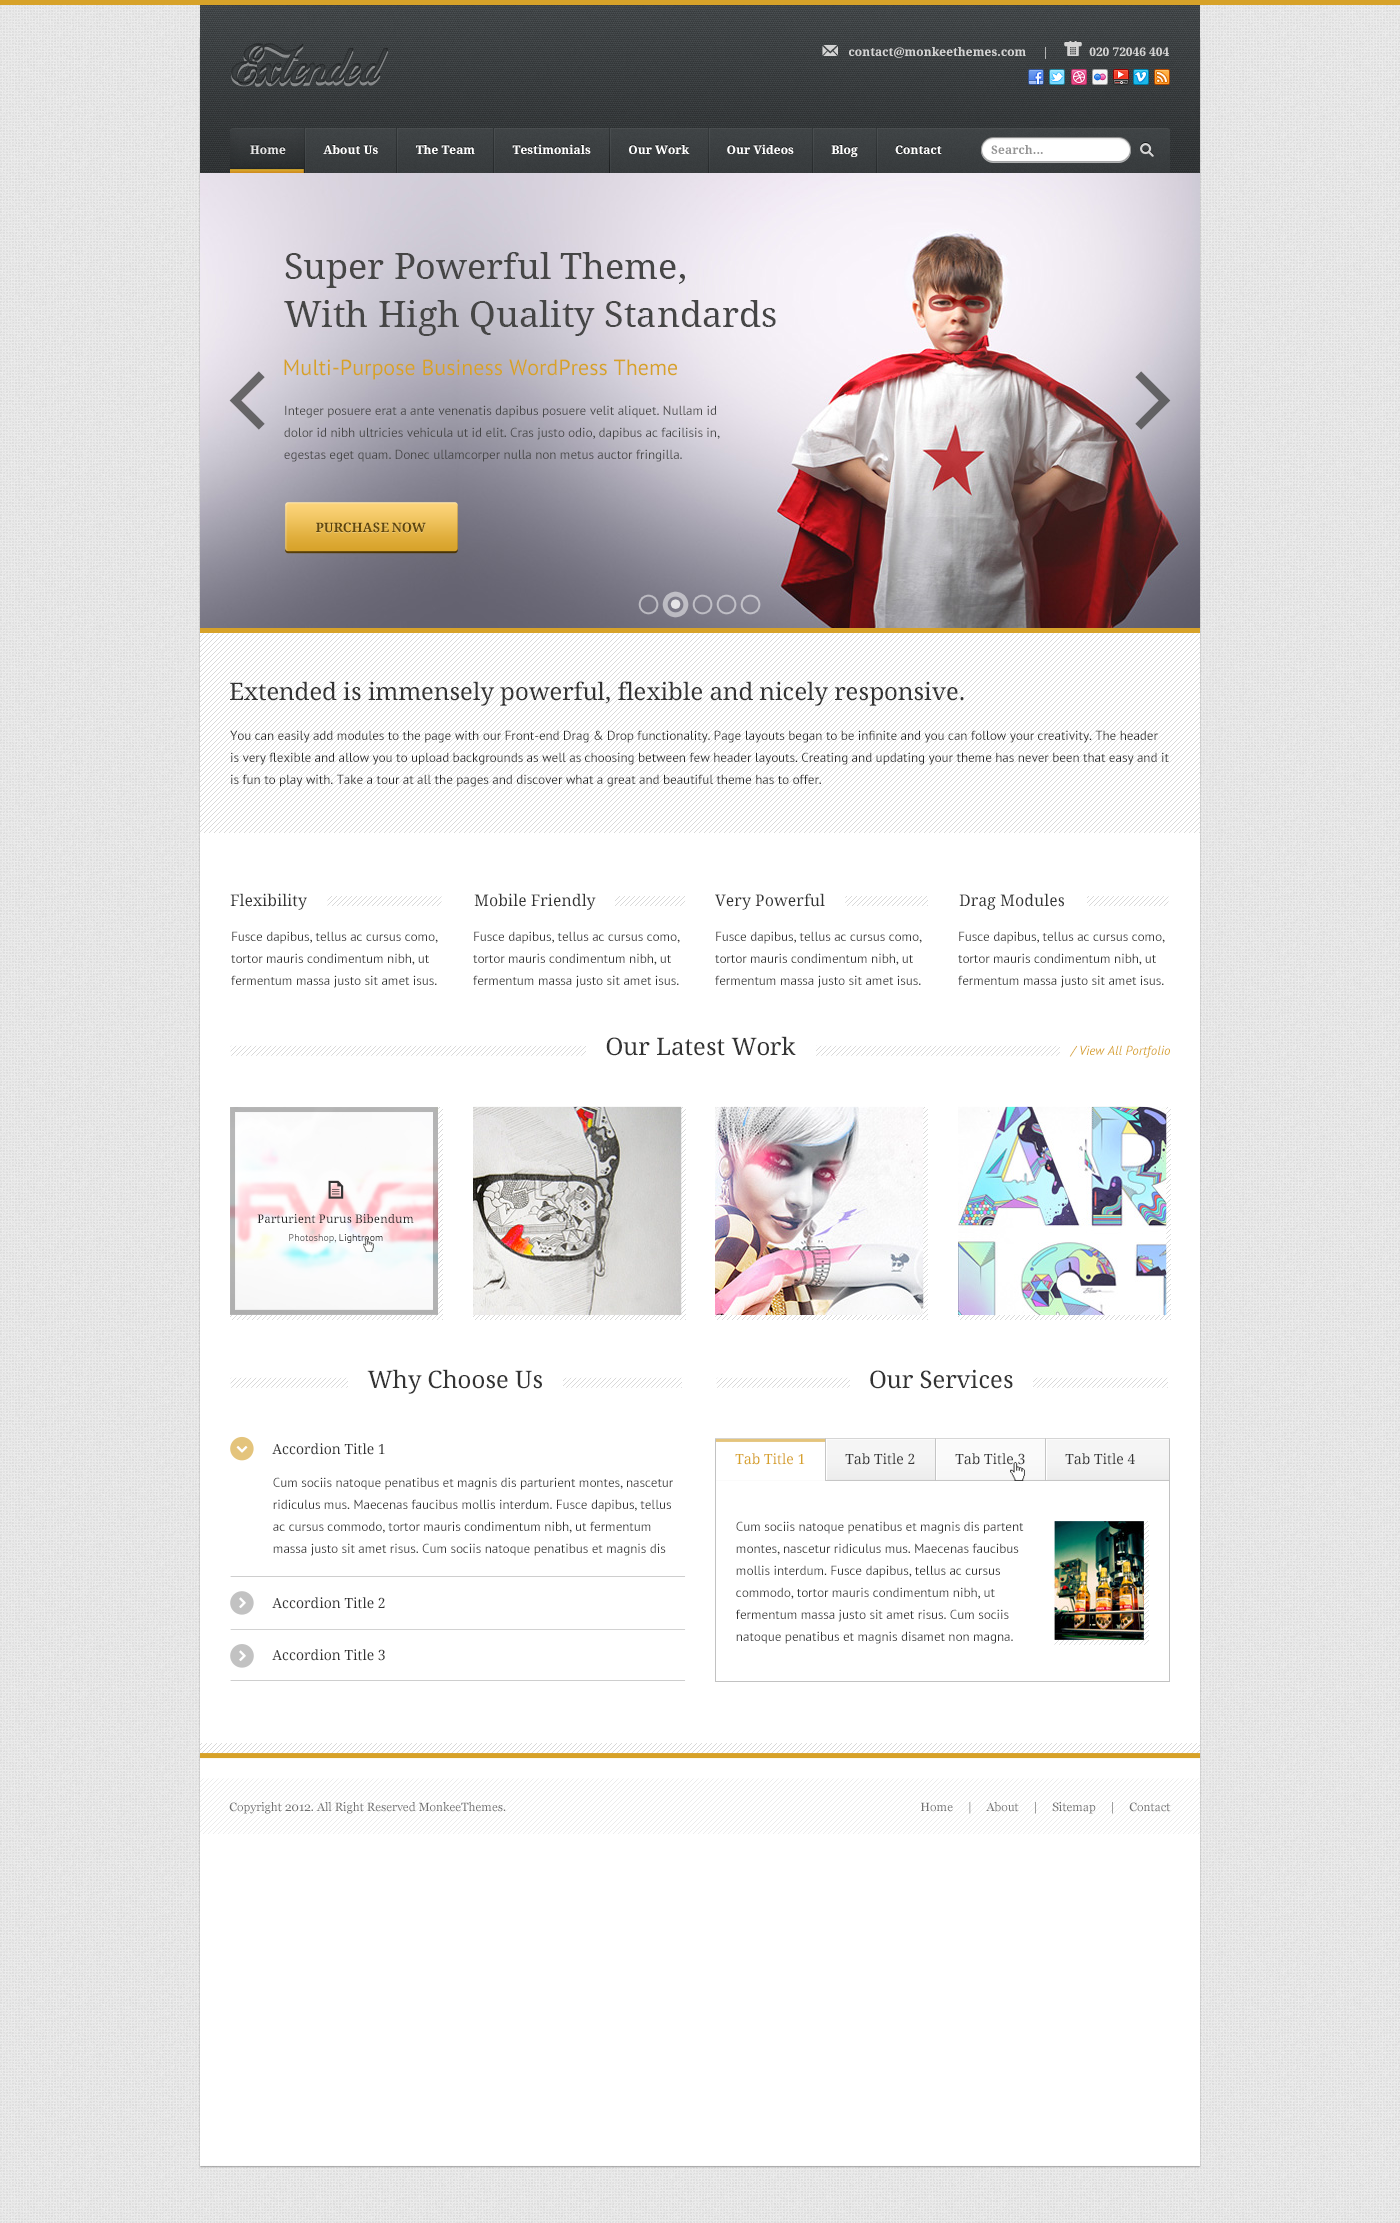 Extended
contact@monkeethemes.com | 020 72046 404
Home About Us The Team Testimonials Our Work Our Videos Blog Contact Search...
Super Powerful Theme,
With High Quality Standards
Multi-Purpose Business WordPress Theme
Integer posuere erat a ante venenatis dapibus posuere velit aliquet. Nullam id
dolor id nibh ultricies vehicula ut id elit. Cras justo odio, dapibus ac facilisis in,
egestas eget quam. Donec ullamcorper nulla non metus auctor fringilla.
PURCHASE NOW
Extended is immensely powerful, flexible and nicely responsive.
You can easily add modules to the page with our Front-end Drag & Drop functionality. Page layouts began to be infinite and you can follow your creativity. The header
is very flexible and allow you to upload backgrounds as well as choosing between few header layouts. Creating and updating your theme has never been that easy and it
is fun to play with. Take a tour at all the pages and discover what a great and beautiful theme has to offer.
Flexibility
Fusce dapibus, tellus ac cursus como,
tortor mauris condimentum nibh, ut
fermentum massa justo sit amet isus.
Mobile Friendly
Fusce dapibus, tellus ac cursus como,
tortor mauris condimentum nibh, ut
fermentum massa justo sit amet isus.
Very Powerful
Fusce dapibus, tellus ac cursus como,
tortor mauris condimentum nibh, ut
fermentum massa justo sit amet isus.
Drag Modules
Fusce dapibus, tellus ac cursus como,
tortor mauris condimentum nibh, ut
fermentum massa justo sit amet isus.
Our Latest Work
/ View All Portfolio
Parturient Purus Bibendum
Photoshop, Lightroom
AR
IST
Why Choose Us
Accordion Title 1
Cum sociis natoque penatibus et magnis dis parturient montes, nascetur
ridiculus mus. Maecenas faucibus mollis interdum. Fusce dapibus, tellus
ac cursus commodo, tortor mauris condimentum nibh, ut fermentum
massa justo sit amet risus. Cum sociis natoque penatibus et magnis dis
Accordion Title 2
Accordion Title 3
Our Services
Tab Title 1 Tab Title 2 Tab Title 3 Tab Title 4
Cum sociis natoque penatibus et magnis dis partent
montes, nascetur ridiculus mus. Maecenas faucibus
mollis interdum. Fusce dapibus, tellus ac cursus
commodo, tortor mauris condimentum nibh, ut
fermentum massa justo sit amet risus. Cum sociis
natoque penatibus et magnis disamet non magna.
Copyright 2012. All Right Reserved MonkeeThemes.
Home | About | Sitemap | Contact